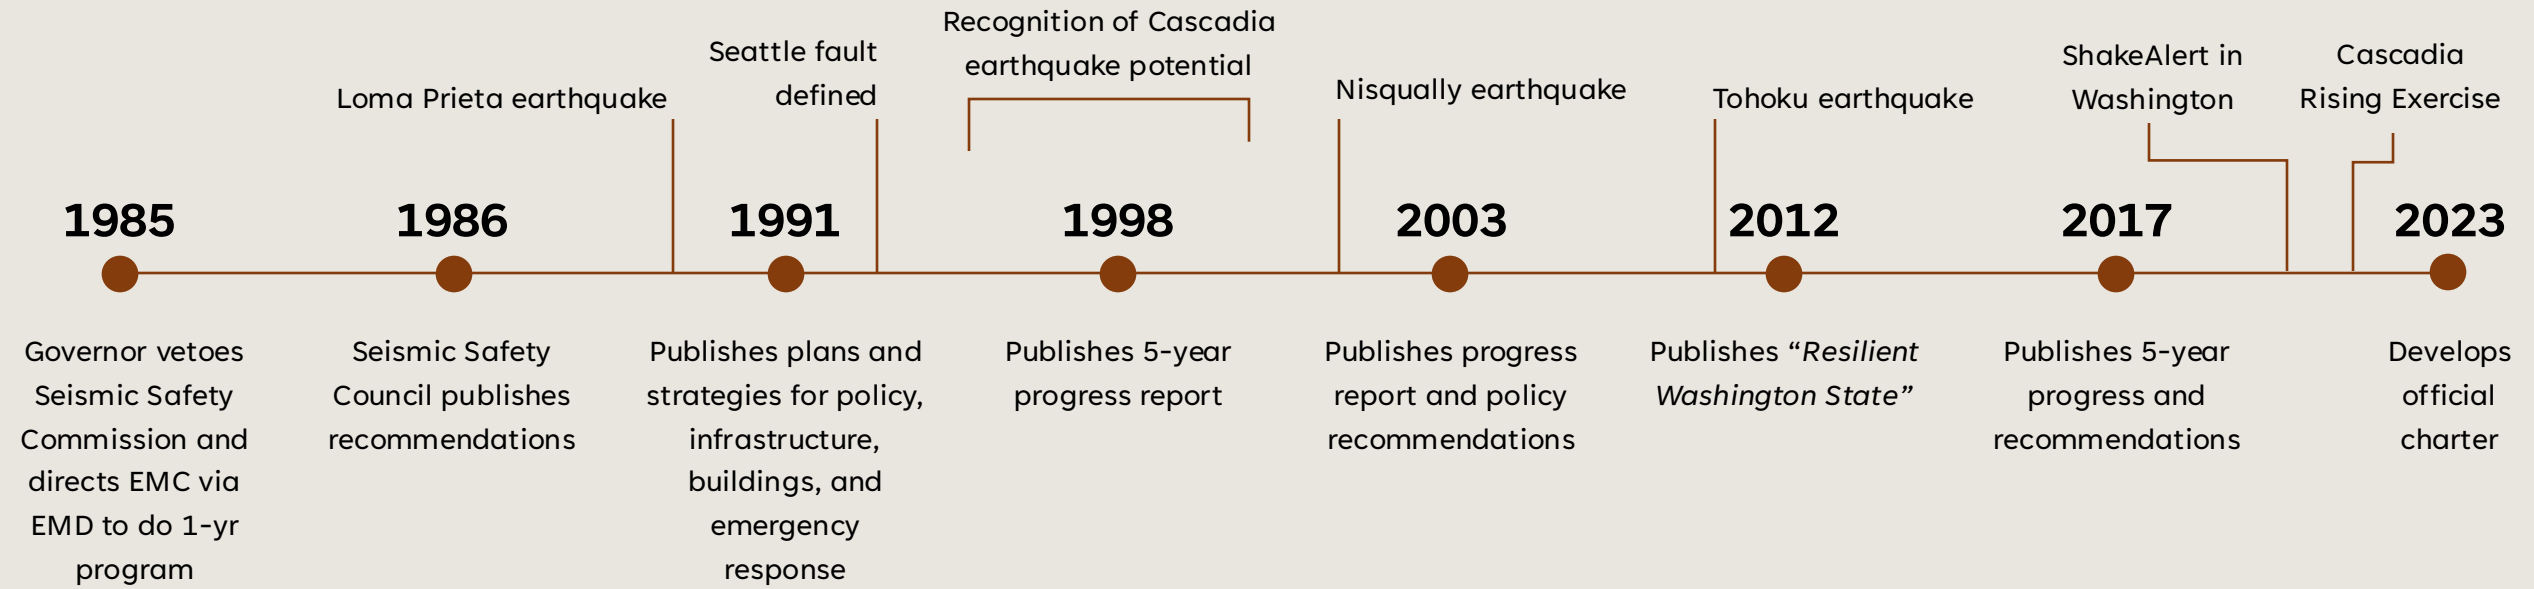 Recognition of Cascadia
earthquake potential
Seattle fault
defined
Loma Prieta earthquake
Nisqually earthquake
Tohoku earthquake
ShakeAlert in
Washington
Cascadia
Rising Exercise
1985
Governor vetoes
Seismic Safety
Commission and
directs EMC via
EMD to do 1-yr
program
1986
Seismic Safety
Council publishes
recommendations
1991
Publishes plans and
strategies for policy,
infrastructure,
buildings, and
emergency
response
1998
Publishes 5-year
progress report
2003
Publishes progress
report and policy
recommendations
2012
Publishes “Resilient
Washington State”
2017
Publishes 5-year
progress and
recommendations
2023
Develops
official
charter